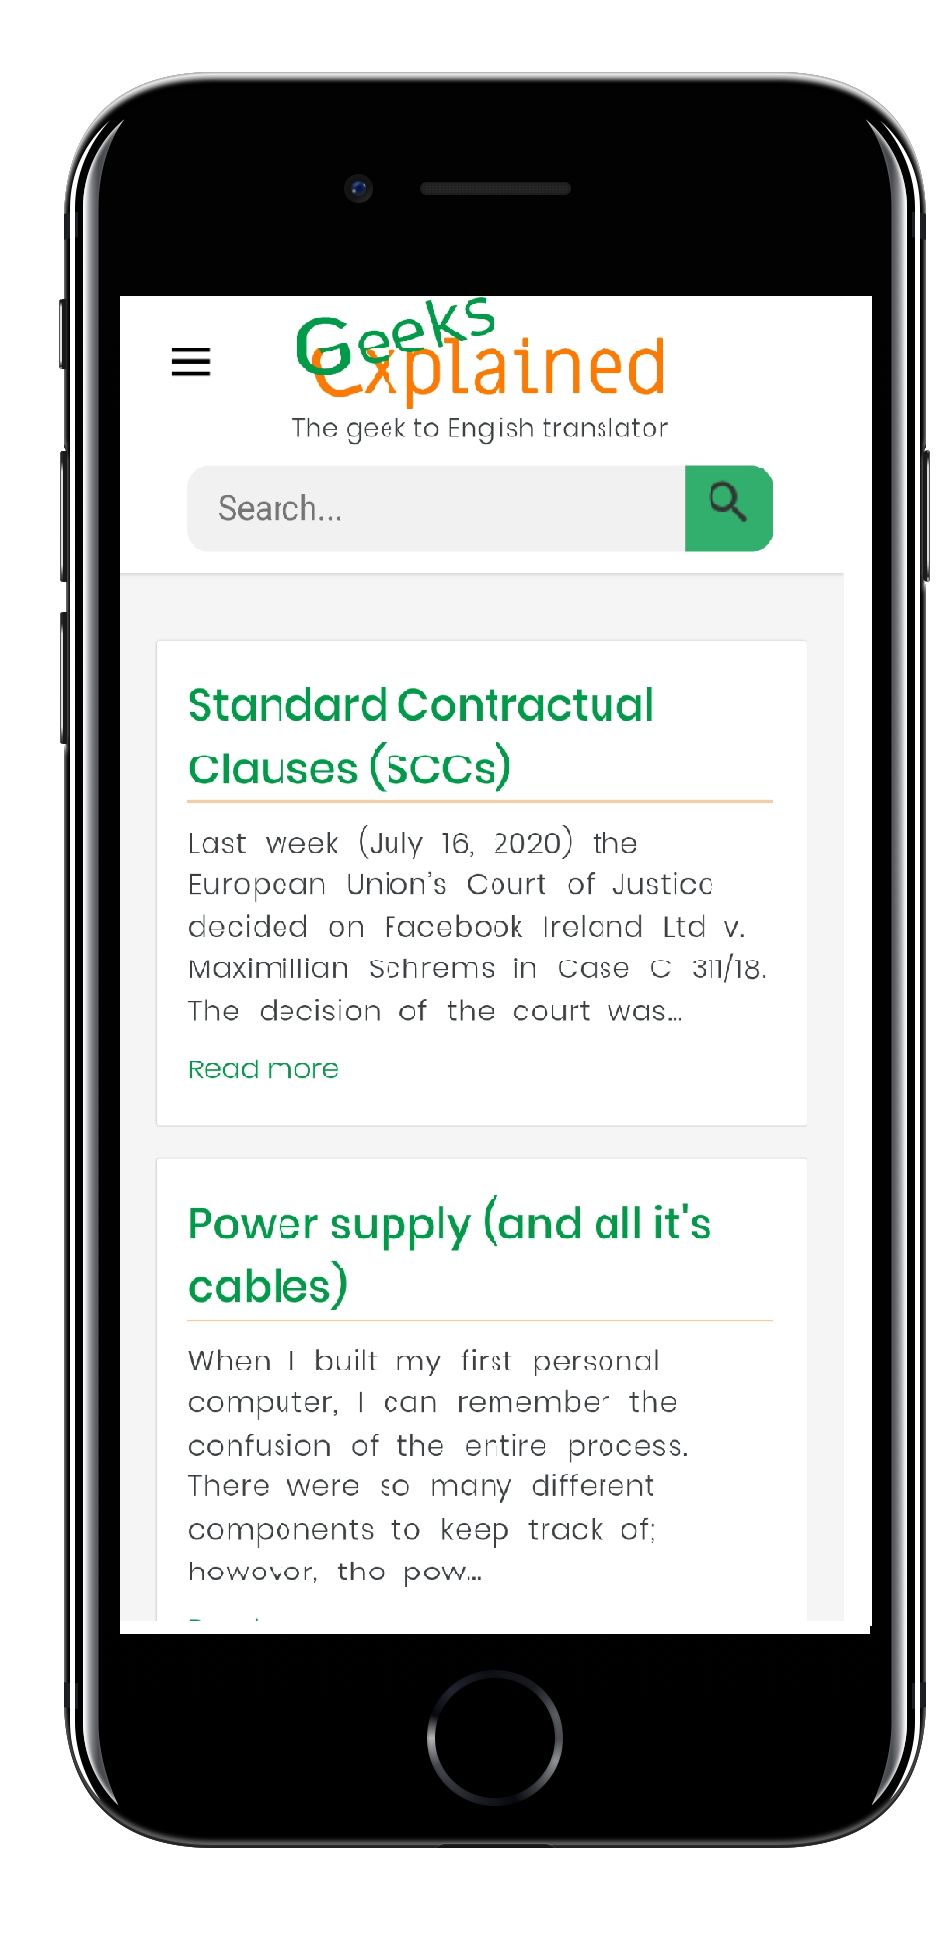 Geeks
Explained
The geek to Engish translator
Search...
Standard Contractual
Clauses (SCCs)
Last week (July 16, 2020) the
European Union's Court of Justice
decided on Facebook Ireland Ltd v.
Maximillian Schrems in Case C 311/18.
The decision of the court was...
Read more
Power supply (and all it's
cables)
When I built my first personal
computer, I can remember the
confusion of the entire process.
There were so many different
components to keep track of;
however, the pow...